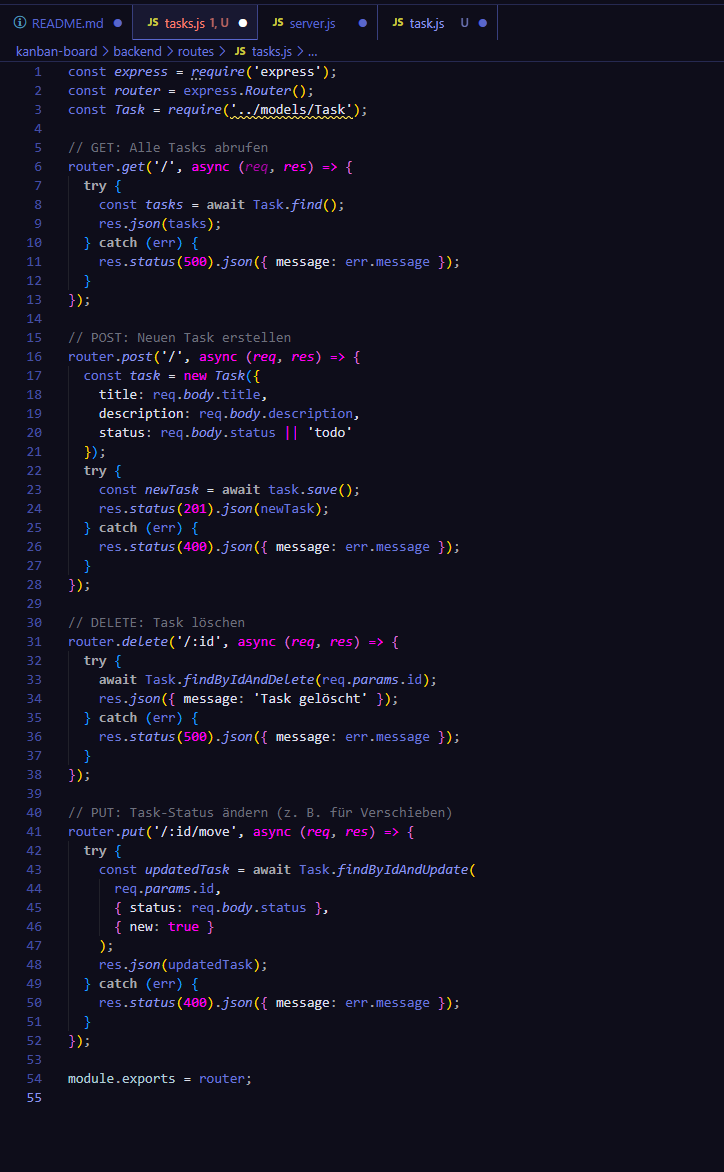 README.md
JS tasks.js 1, U
JS server.js
JS task.js U
kanban-board > backend > routes > JS tasks.js > ...
1 const express = require('express');
2 const router = express.Router();
3 const Task = require('../models/Task');
4
5 // GET: Alle Tasks abrufen
6 router.get('/', async (req, res) => {
7   try {
8     const tasks = await Task.find();
9     res.json(tasks);
10   } catch (err) {
11     res.status(500).json({ message: err.message });
12   }
13 });
14
15 // POST: Neuen Task erstellen
16 router.post('/', async (req, res) => {
17   const task = new Task({
18     title: req.body.title,
19     description: req.body.description,
20     status: req.body.status || 'todo'
21   });
22   try {
23     const newTask = await task.save();
24     res.status(201).json(newTask);
25   } catch (err) {
26     res.status(400).json({ message: err.message });
27   }
28 });
29
30 // DELETE: Task löschen
31 router.delete('/:id', async (req, res) => {
32   try {
33     await Task.findByIdAndDelete(req.params.id);
34     res.json({ message: 'Task gelöscht' });
35   } catch (err) {
36     res.status(500).json({ message: err.message });
37   }
38 });
39
40 // PUT: Task-Status ändern (z. B. für Verschieben)
41 router.put('/:id/move', async (req, res) => {
42   try {
43     const updatedTask = await Task.findByIdAndUpdate(
44       req.params.id,
45       { status: req.body.status },
46       { new: true }
47     );
48     res.json(updatedTask);
49   } catch (err) {
50     res.status(400).json({ message: err.message });
51   }
52 });
53
54 module.exports = router;
55